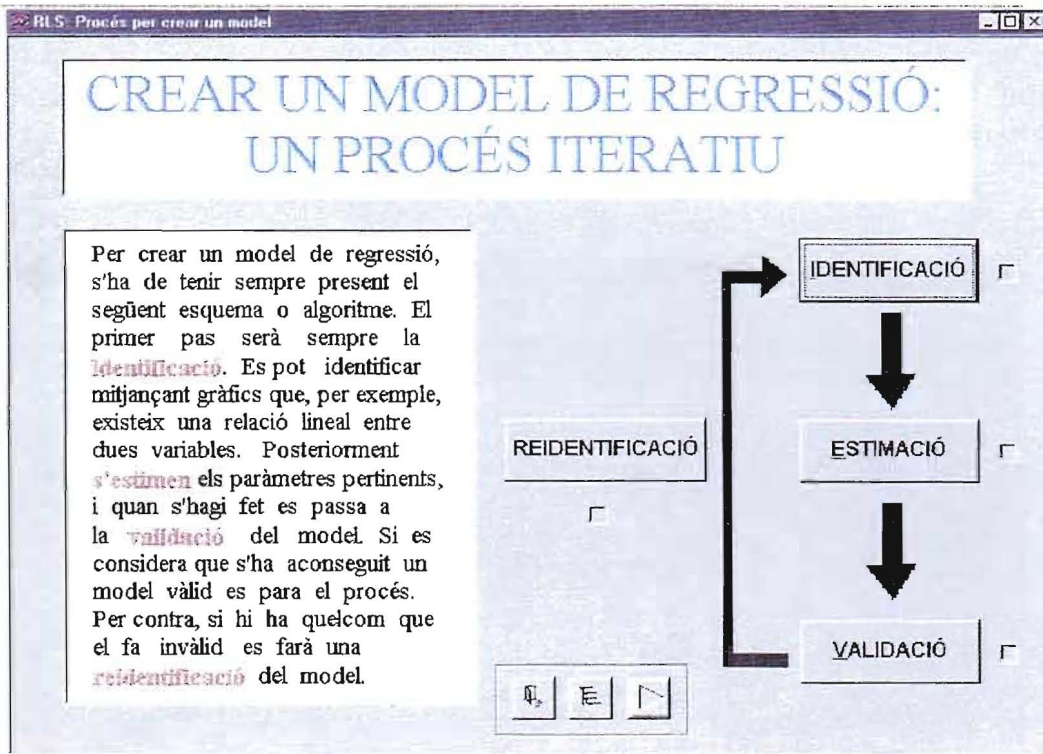 RLS: Procés per crear un model
CREAR UN MODEL DE REGRESSIÓ:
UN PROCÉS ITERATIU
Per crear un model de regressió,
s'ha de tenir sempre present el
següent esquema o algoritme. El
primer pas serà sempre la
identificació. Es pot identificar
mitjançant gràfics que, per exemple,
existeix una relació lineal entre
dues variables. Posteriorment
s'estimen els paràmetres pertinents,
i quan s'hagi fet es passa a
la validació del model. Si es
considera que s'ha aconseguit un
model vàlid es para el procés.
Per contra, si hi ha quelcom que
el fa invàlid es farà una
reidentificació del model.
IDENTIFICACIÓ
REIDENTIFICACIÓ
ESTIMACIÓ
VALIDACIÓ